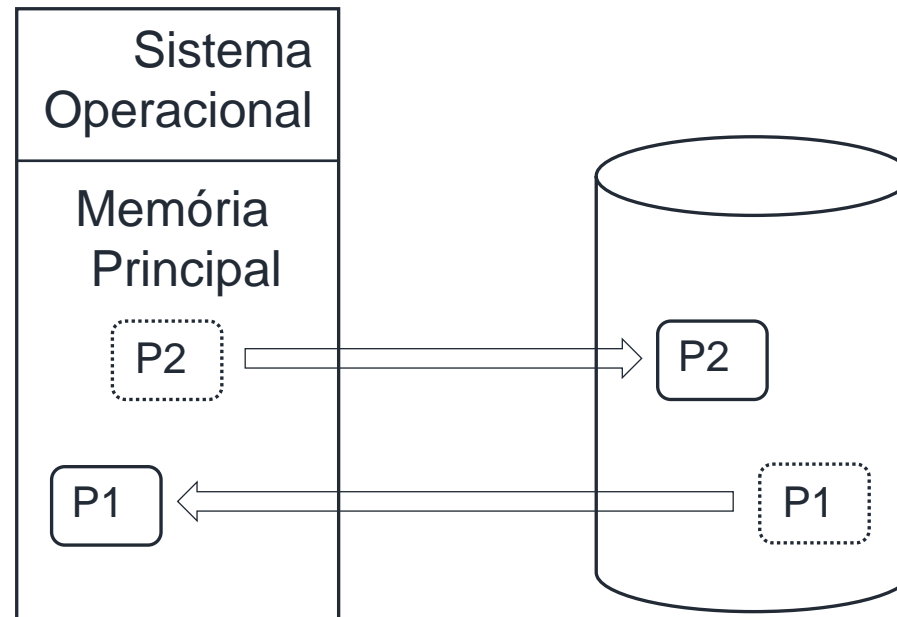 Sistema
Operacional
Memória
Principal
P2
P2
P1
P1